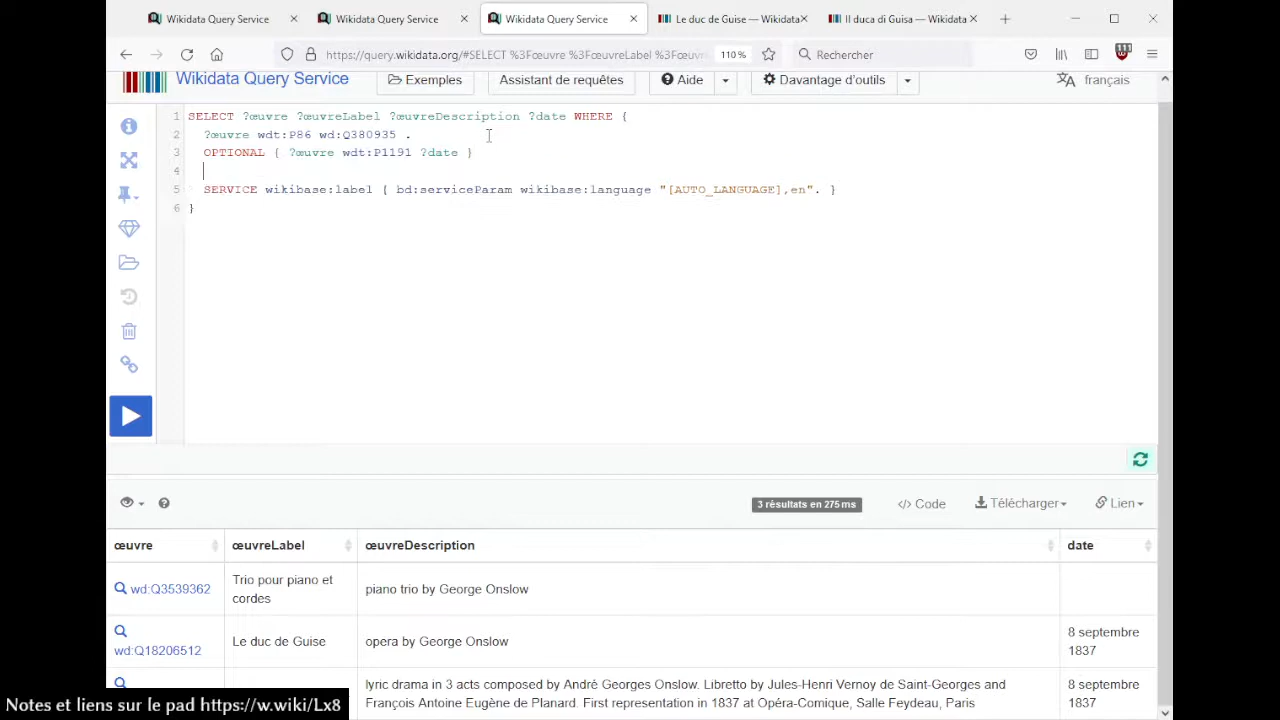 Wikidata Query Service
Wikidata Query Service
Wikidata Query Service
Le duc de Guise — Wikidata
Il duca di Guisa — Wikidata
https://query.wikidata.org/#SELECT %3Fœuvre %3FœuvreLabel %3Fœuvr
110 %
Rechercher
Wikidata Query Service
Exemples
Assistant de requêtes
Aide
Davantage d'outils
français
1 SELECT ?œuvre ?œuvreLabel ?œuvreDescription ?date WHERE {
2 ?œuvre wdt:P86 wd:Q380935 .
3 OPTIONAL { ?œuvre wdt:P1191 ?date }
4
5 SERVICE wikibase:label { bd:serviceParam wikibase:language "[AUTO_LANGUAGE],en". }
6 }
3 résultats en 275 ms
</> Code
Télécharger
Lien
œuvre œuvreLabel œuvreDescription date
wd:Q3539362
Trio pour piano et
cordes
piano trio by George Onslow
wd:Q18206512
Le duc de Guise
opera by George Onslow
8 septembre
1837
lyric drama in 3 acts composed by André Georges Onslow. Libretto by Jules-Henri Vernoy de Saint-Georges and
François Antoine Eugène de Planard. First representation in 1837 at Opéra-Comique, Salle Feydeau, Paris
8 septembre
1837
Notes et liens sur le pad https://w.wiki/Lx8